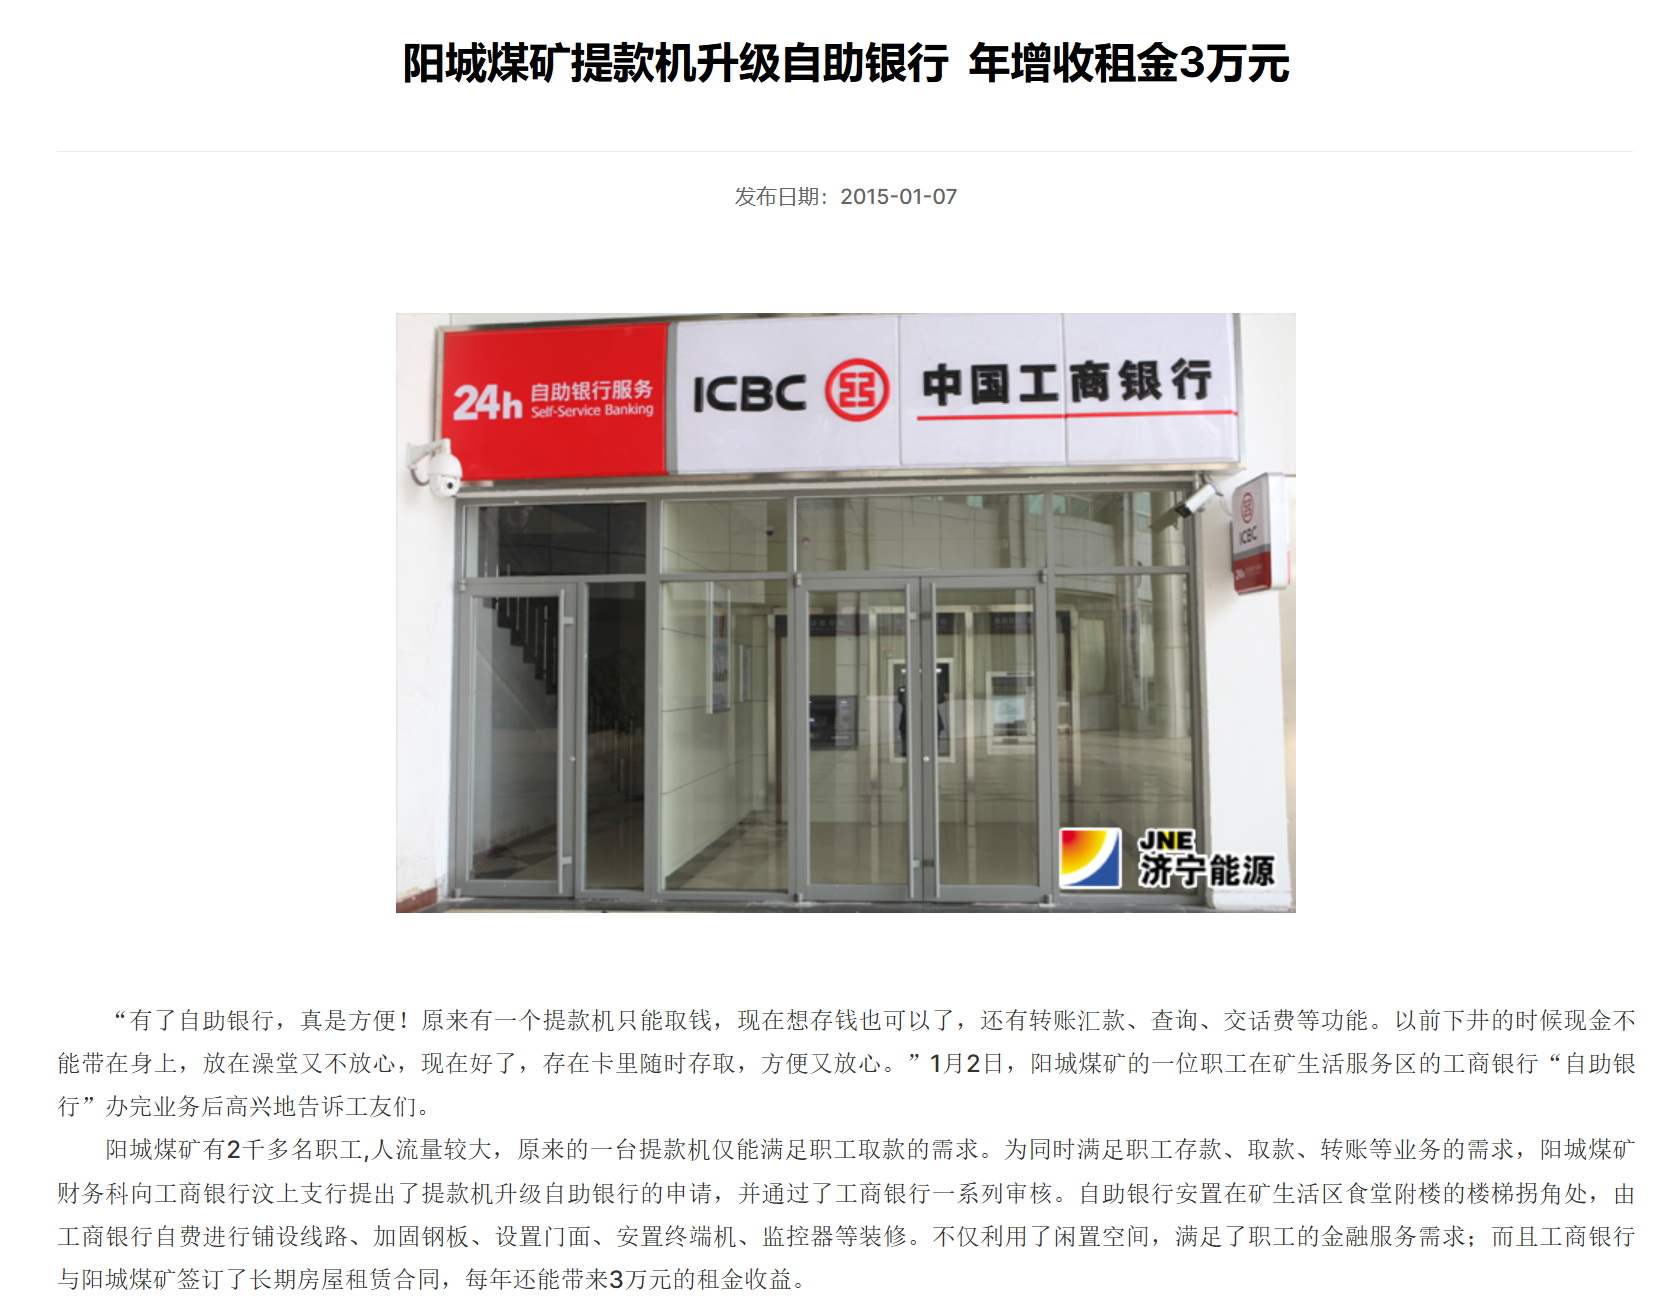 阳城煤矿提款机升级自助银行 年增收租金3万元
发布日期：2015-01-07
24h 自助银行服务
Self-Service Banking
ICBC 中国工商银行
ICBC
24h
JNE
济宁能源
“有了自助银行，真是方便！原来有一个提款机只能取钱，现在想存钱也可以了，还有转账汇款、查询、交话费等功能。以前下井的时候现金不
能带在身上，放在澡堂又不放心，现在好了，存在卡里随时存取，方便又放心。”1月2日，阳城煤矿的一位职工在矿生活服务区的工商银行“自助银
行”办完业务后高兴地告诉工友们。
阳城煤矿有2千多名职工,人流量较大，原来的一台提款机仅能满足职工取款的需求。为同时满足职工存款、取款、转账等业务的需求，阳城煤矿
财务科向工商银行汶上支行提出了提款机升级自助银行的申请，并通过了工商银行一系列审核。自助银行安置在矿生活区食堂附楼的楼梯拐角处，由
工商银行自费进行铺设线路、加固钢板、设置门面、安置终端机、监控器等装修。不仅利用了闲置空间，满足了职工的金融服务需求；而且工商银行
与阳城煤矿签订了长期房屋租赁合同，每年还能带来3万元的租金收益。